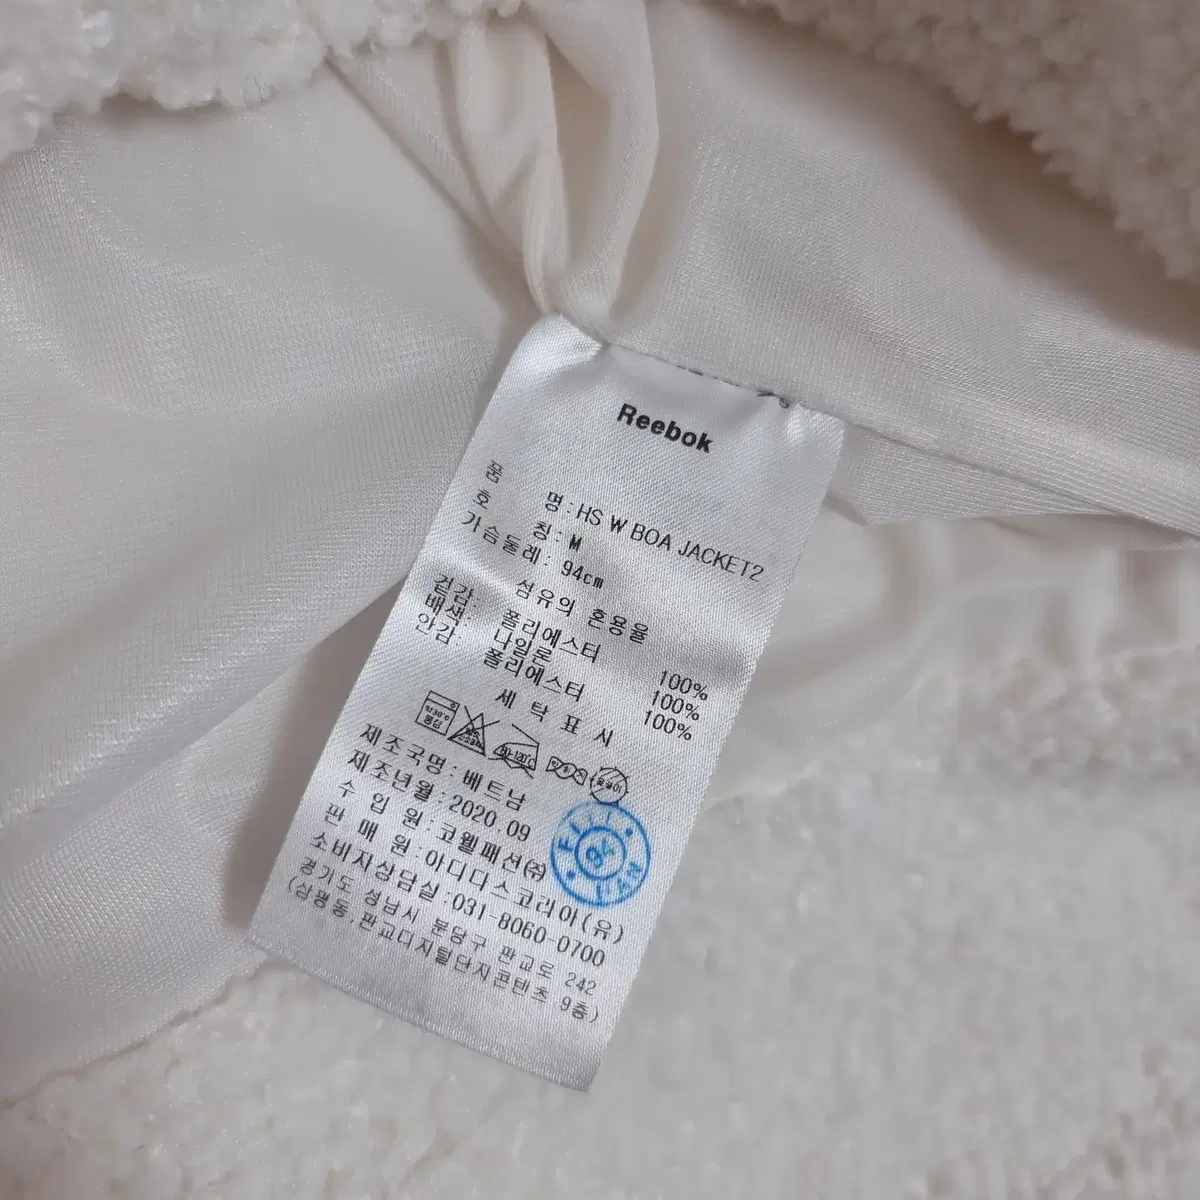 Reebok
품 명: HS W BOA JACKET2
호 칭: M
가슴둘레: 94cm
섬유의 혼용율
겉감: 폴리에스터 100%
배색: 나일론 100%
안감: 폴리에스터 100%
세 탁 표 시
제조국명: 베트남
제조년월: 2020.09
수 입 원: 코웰패션(주)
판 매 원: 아디다스코리아(유)
소비자상담실: 031-8060-0700
경기도 성남시 분당구 판교로 242
(삼평동, 판교디지털단지콘텐츠 9층)
94